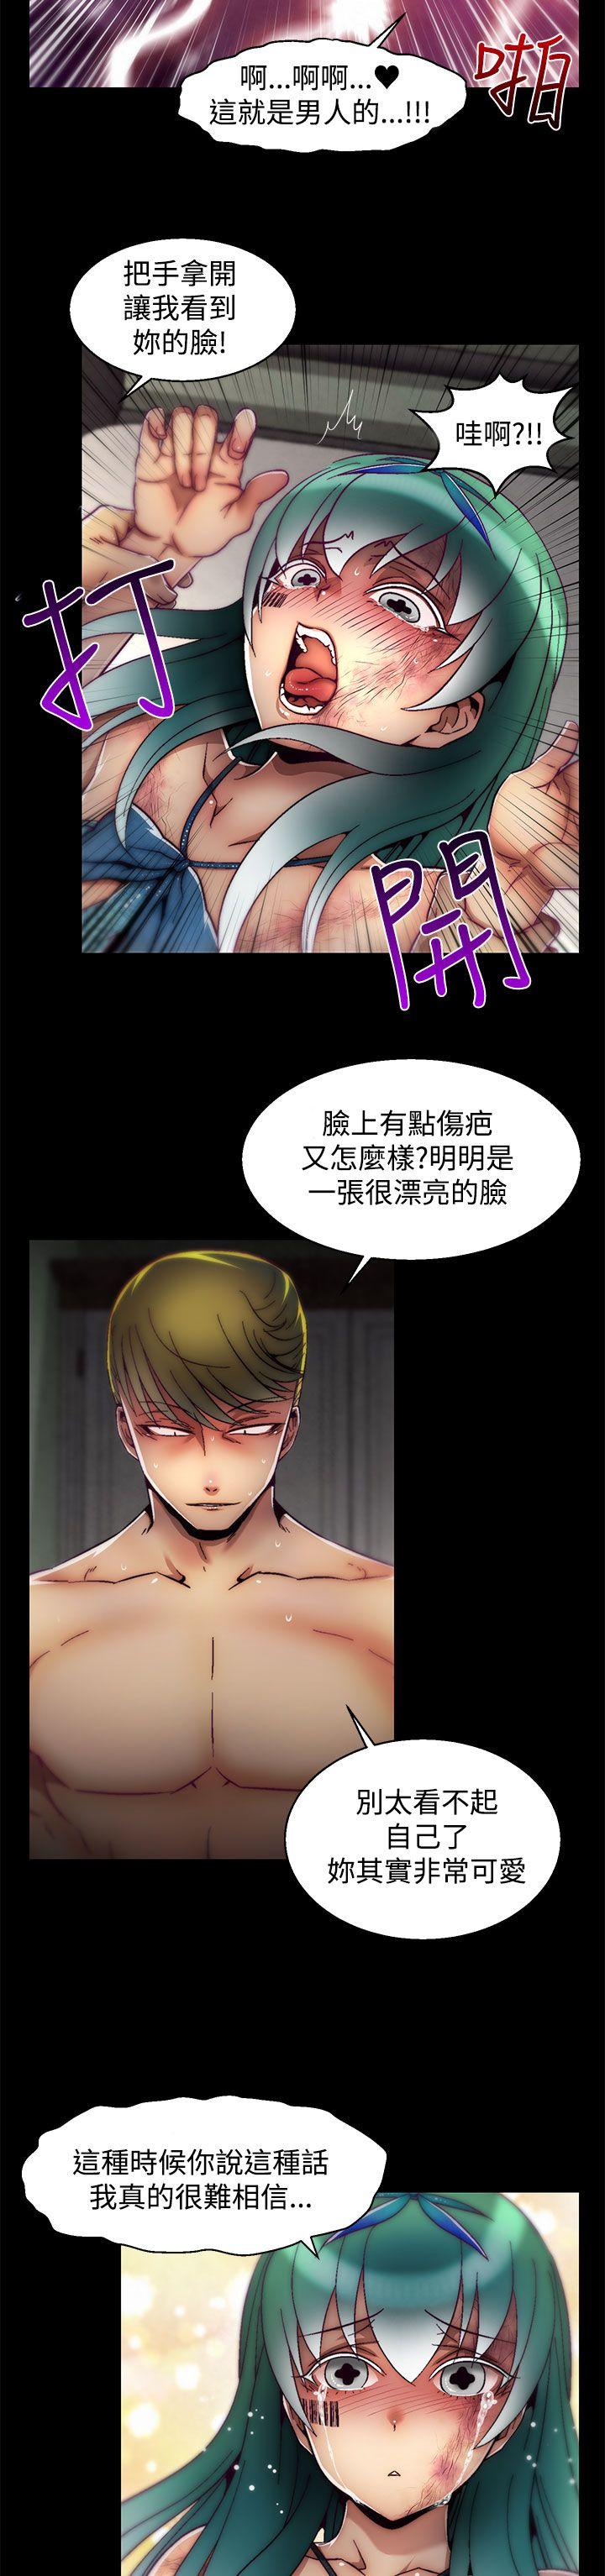 啊...啊啊...♥
這就是男人的...!!!
啪
把手拿開
讓我看到
妳的臉!
哇啊?!!
打
開
臉上有點傷疤
又怎麼樣?明明是
一張很漂亮的臉
別太看不起
自己了
妳其實非常可愛
這種時候你說這種話
我真的很難相信...